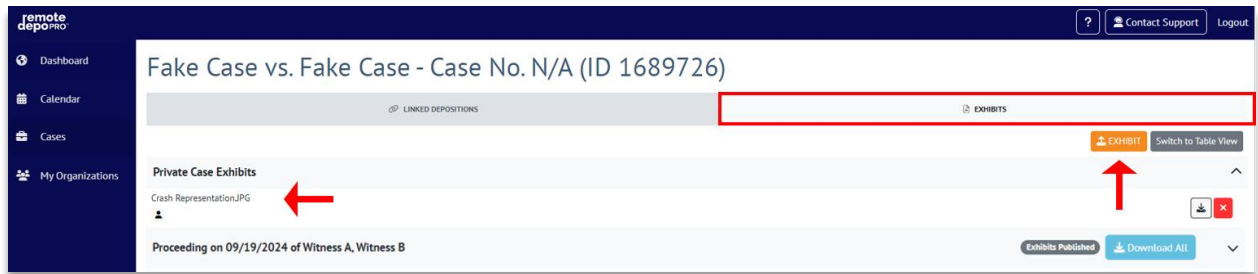 remote
depoPRO
? Contact Support Logout
Dashboard
Calendar
Cases
My Organizations
Fake Case vs. Fake Case - Case No. N/A (ID 1689726)
LINKED DEPOSITIONS
EXHIBITS
EXHIBIT Switch to Table View
Private Case Exhibits
Crash Representation.JPG
Proceeding on 09/19/2024 of Witness A, Witness B
Exhibits Published Download All